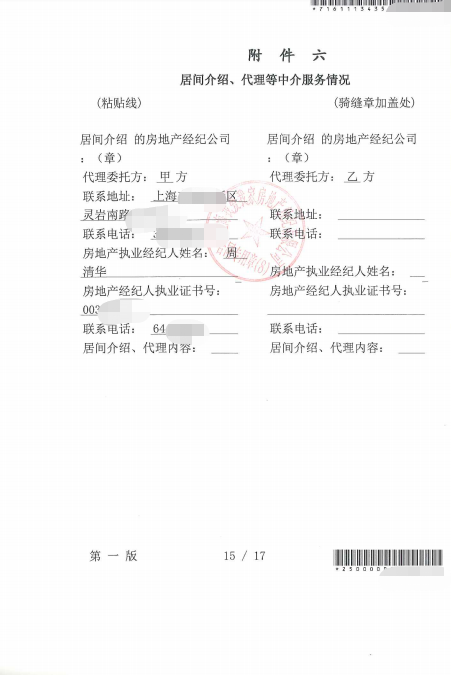 *7161113435
附 件 六
居间介绍、代理等中介服务情况
(粘贴线)
(骑缝章加盖处)
居间介绍 的房地产经纪公司
：（章）
代理委托方： 甲 方
联系地址： 上海 区
灵岩南路
联系电话：
房地产执业经纪人姓名： 周
清华
房地产经纪人执业证书号：
003
联系电话： 64
居间介绍、代理内容：
居间介绍 的房地产经纪公司
：（章）
代理委托方： 乙 方
联系地址：
联系电话：
房地产执业经纪人姓名：
房地产经纪人执业证书号：
联系电话：
居间介绍、代理内容：
第 一 版
15 / 17
*250000